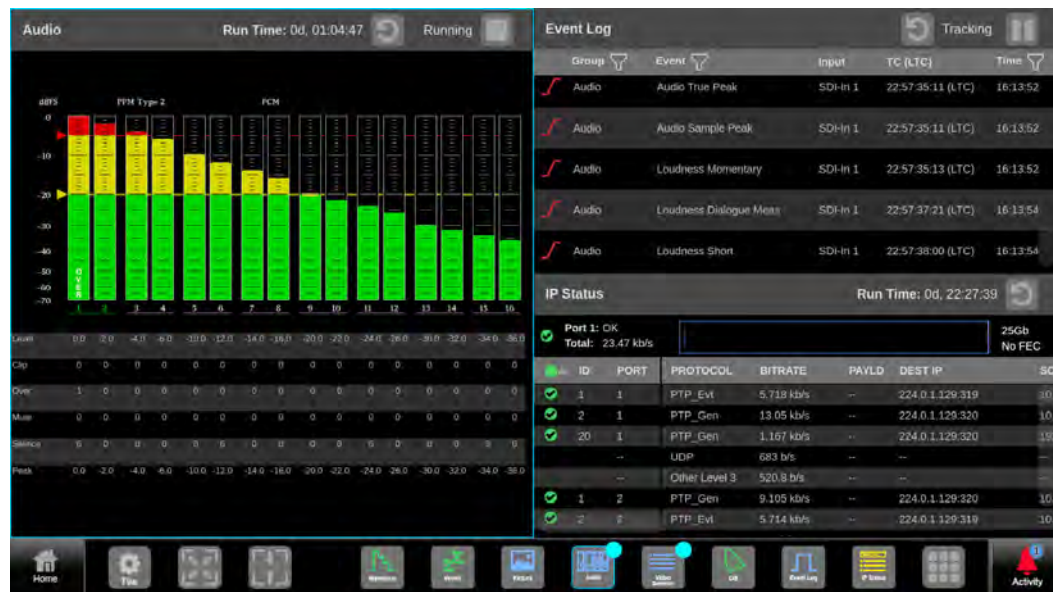 Audio
Run Time: 0d, 01:04:47
Running
dBFS
PPM Type 2
PCM
0
-10
-20
-30
-40
-50
-60
-70
OVER
1 2 3 4 5 6 7 8 9 10 11 12 13 14 15 16
Level 0.0 -2.0 -4.0 -6.0 -10.0 -12.0 -14.0 -16.0 -20.0 -22.0 -24.0 -26.0 -30.0 -32.0 -34.0 -36.0
Clip 0 0 0 0 0 0 0 0 0 0 0 0 0 0 0 0
Over 1 0 0 0 0 0 0 0 0 0 0 0 0 0 0 0
Mute 0 0 0 0 0 0 0 0 0 0 0 0 0 0 0 0
Silence 0 0 0 0 0 0 0 0 0 0 0 0 0 0 0 0
Peak 0.0 -2.0 -4.0 -6.0 -10.0 -12.0 -14.0 -16.0 -20.0 -22.0 -24.0 -26.0 -30.0 -32.0 -34.0 -36.0
Event Log
Tracking
Group Event Input TC (LTC) Time
Audio Audio True Peak SDI-In 1 22:57:35:11 (LTC) 16:13:52
Audio Audio Sample Peak SDI-In 1 22:57:35:11 (LTC) 16:13:52
Audio Loudness Momentary SDI-In 1 22:57:35:13 (LTC) 16:13:52
Audio Loudness Dialogue Meas SDI-In 1 22:57:37:21 (LTC) 16:13:54
Audio Loudness Short SDI-In 1 22:57:38:00 (LTC) 16:13:54
IP Status
Run Time: 0d, 22:27:39
Port 1: OK
Total: 23.47 kb/s
25Gb
No FEC
ID PORT PROTOCOL BITRATE PAYLD DEST IP SO
1 1 PTP_Evt 5.718 kb/s -- 224.0.1.129:319 10
2 1 PTP_Gen 13.05 kb/s -- 224.0.1.129:320 10
20 1 PTP_Gen 1.167 kb/s -- 224.0.1.129:320 19
-- UDP 683 b/s -- --
-- Other Level 3 520.8 b/s -- --
1 2 PTP_Gen 9.105 kb/s -- 224.0.1.129:320 10
2 2 PTP_Evt 5.714 kb/s -- 224.0.1.129:319 10
Home
Tile
Picture
Audio
Video
Event Log
IP Status
Activity